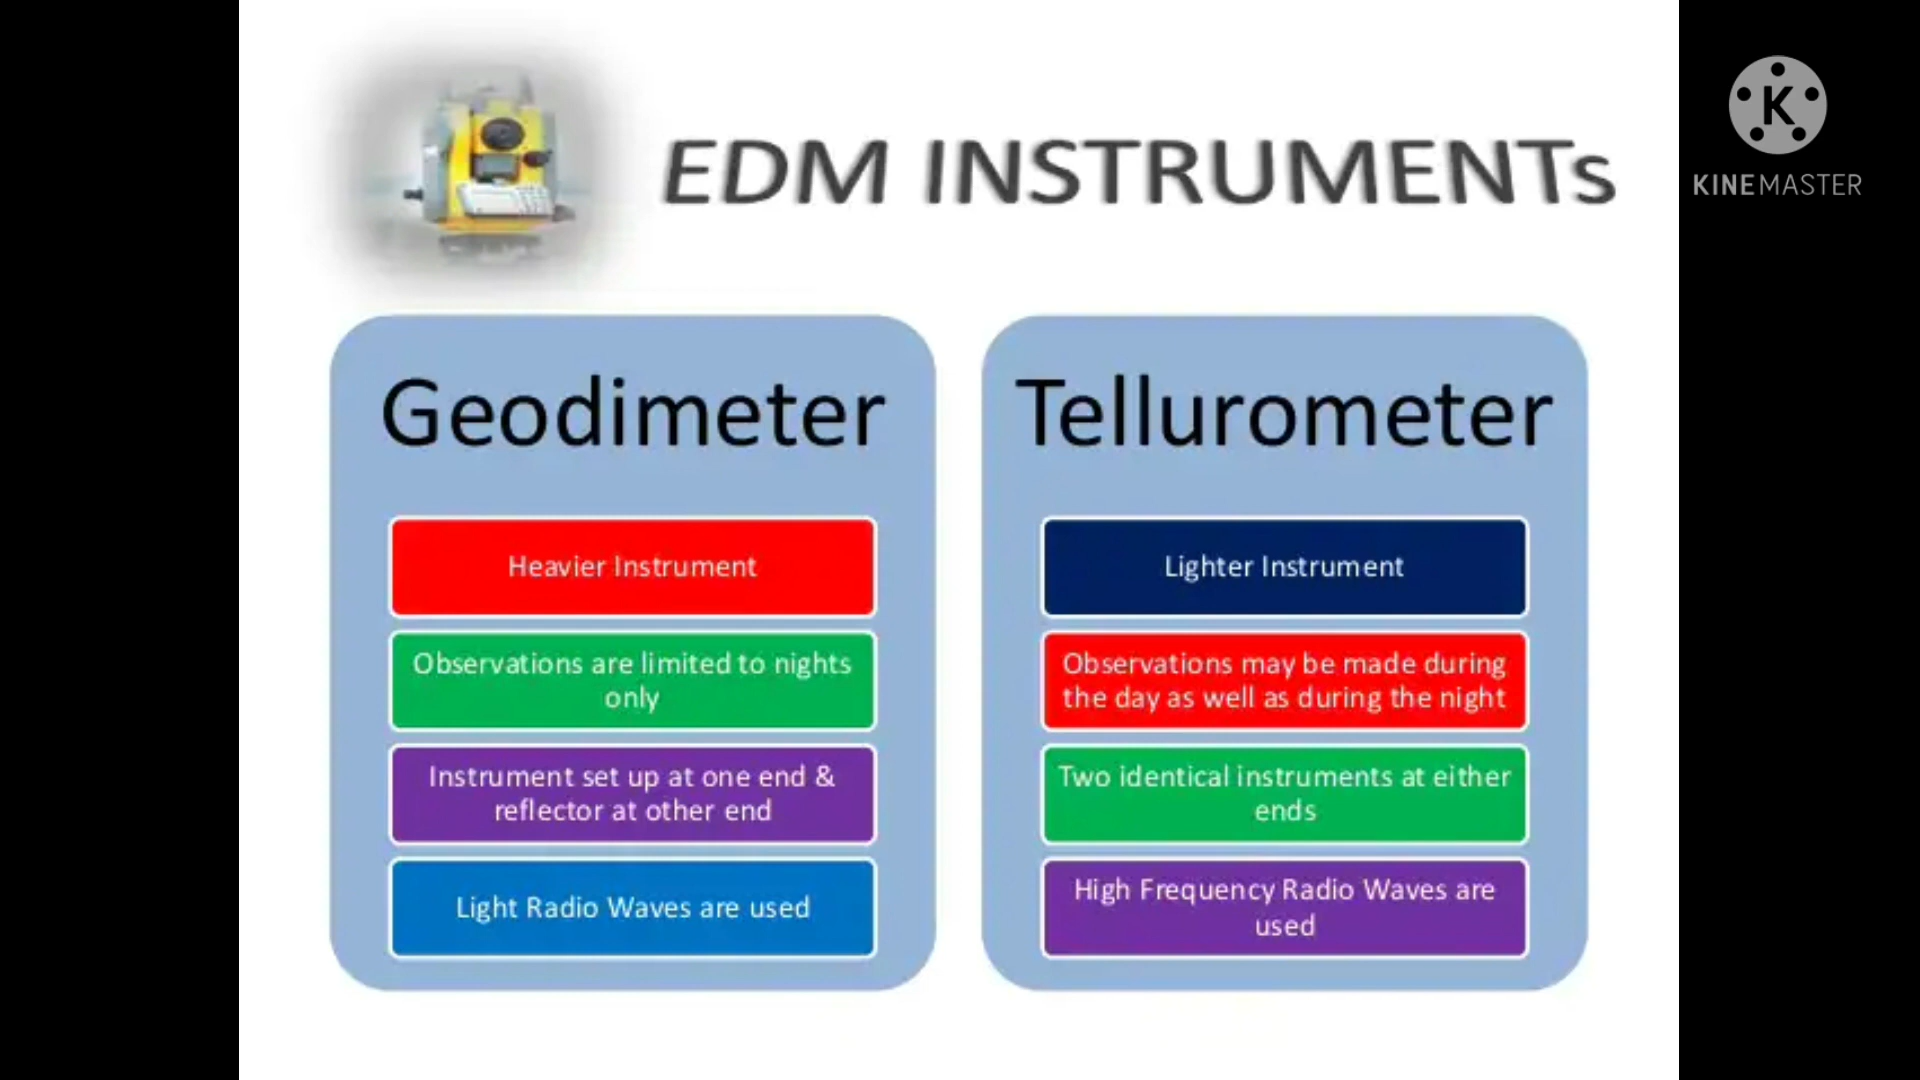 EDM INSTRUMENTs
K
KINEMASTER
Geodimeter
Heavier Instrument
Observations are limited to nights
only
Instrument set up at one end &
reflector at other end
Light Radio Waves are used
Tellurometer
Lighter Instrument
Observations may be made during
the day as well as during the night
Two identical instruments at either
ends
High Frequency Radio Waves are
used